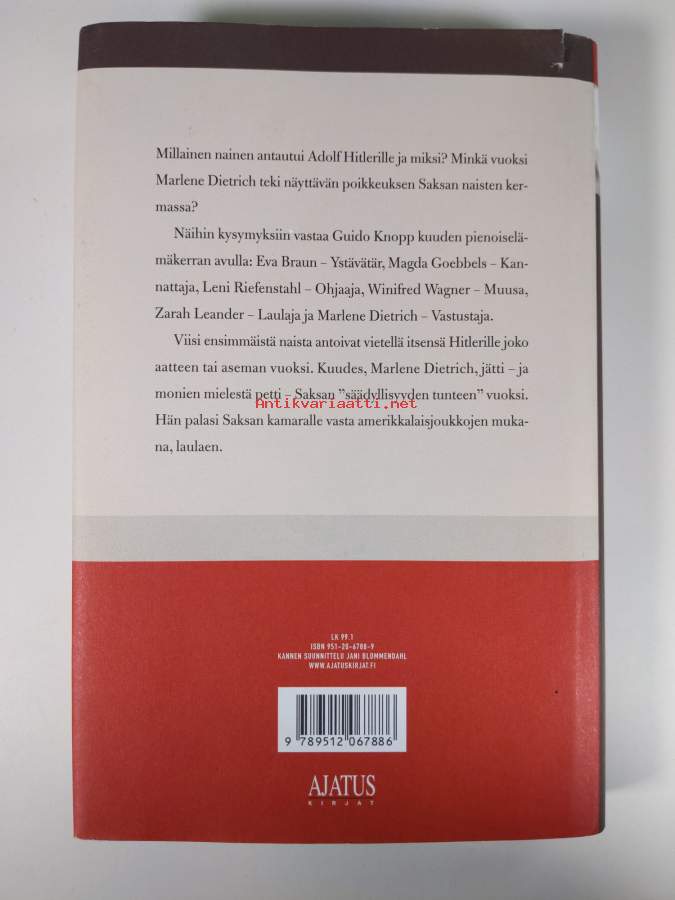 Millainen nainen antautui Adolf Hitlerille ja miksi? Minkä vuoksi
Marlene Dietrich teki näyttävän poikkeuksen Saksan naisten ker-
massa?
Näihin kysymyksiin vastaa Guido Knopp kuuden pienoiselä-
mäkerran avulla: Eva Braun – Ystävätär, Magda Goebbels – Kan-
nattaja, Leni Riefenstahl – Ohjaaja, Winifred Wagner – Muusa,
Zarah Leander – Laulaja ja Marlene Dietrich – Vastustaja.
Viisi ensimmäistä naista antoivat vietellä itsensä Hitlerille joko
aatteen tai aseman vuoksi. Kuudes, Marlene Dietrich, jätti – ja
monien mielestä petti – Saksan ”säädyllisyyden tunteen” vuoksi.
Antikvariaatti.net
Hän palasi Saksan kamaralle vasta amerikkalaisjoukkojen muka-
na, laulaen.
LK 99.1
ISBN 951-20-6788-9
KANNEN SUUNNITTELU JANI BLOMMENDAHL
WWW.AJATUSKIRJAT.FI
9 789512 067886
AJATUS
KIRJAT